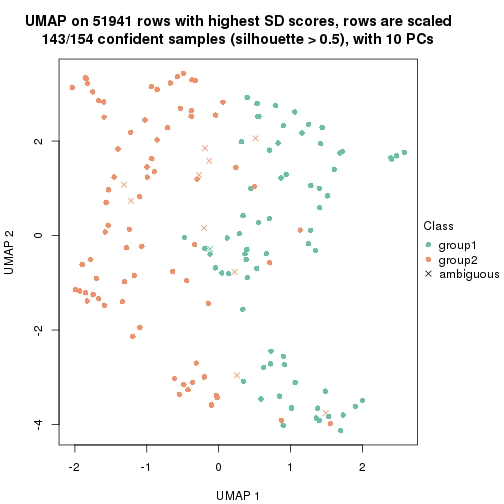 UMAP on 51941 rows with highest SD scores, rows are scaled
143/154 confident samples (silhouette > 0.5), with 10 PCs
2
0
-2
-4
UMAP 2
-2
-1
0
1
2
UMAP 1
Class
group1
group2
ambiguous